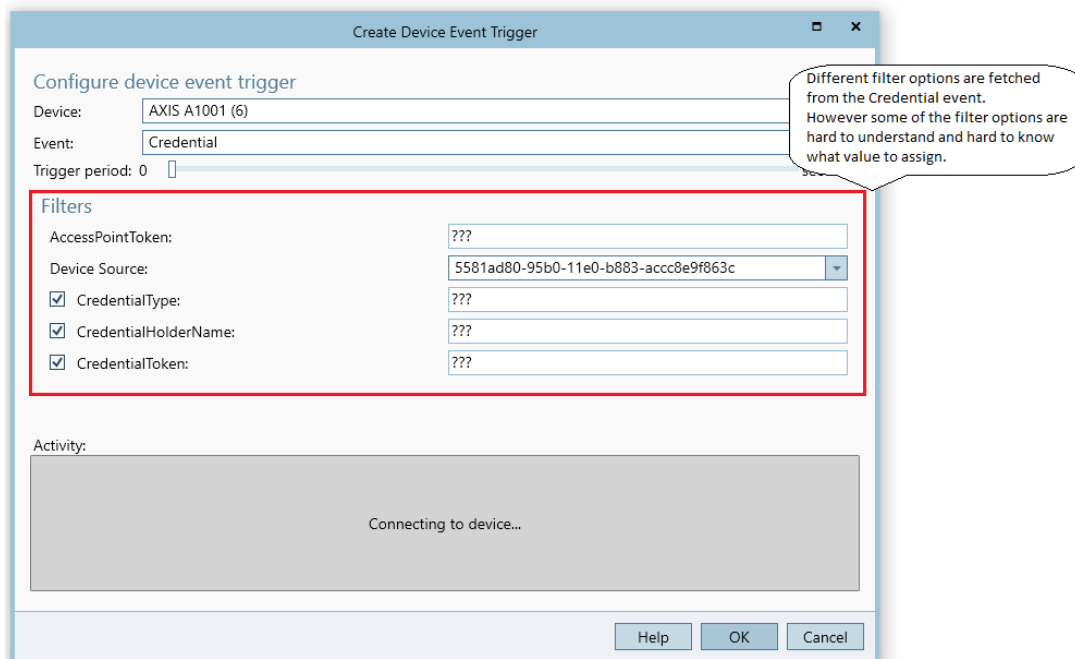 Create Device Event Trigger
Configure device event trigger
Device:
AXIS A1001 (6)
Event:
Credential
Trigger period: 0
Different filter options are fetched
from the Credential event.
However some of the filter options are
hard to understand and hard to know
what value to assign.
Filters
AccessPointToken:
???
Device Source:
5581ad80-95b0-11e0-b883-accc8e9f863c
CredentialType:
???
CredentialHolderName:
???
CredentialToken:
???
Activity:
Connecting to device...
Help
OK
Cancel